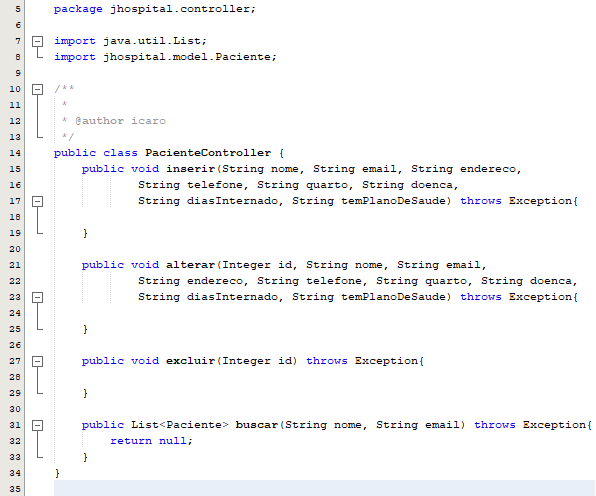 5 package jhospital.controller;
6
7 import java.util.List;
8 import jhospital.model.Paciente;
9
10 /**
11  *
12  * @author icaro
13  */
14 public class PacienteController {
15     public void inserir(String nome, String email, String endereco,
16             String telefone, String quarto, String doenca,
17             String diasInternado, String temPlanoDeSaude) throws Exception{
18
19     }
20
21     public void alterar(Integer id, String nome, String email,
22             String endereco, String telefone, String quarto, String doenca,
23             String diasInternado, String temPlanoDeSaude) throws Exception{
24
25     }
26
27     public void excluir(Integer id) throws Exception{
28
29     }
30
31     public List<Paciente> buscar(String nome, String email) throws Exception{
32         return null;
33     }
34 }
35